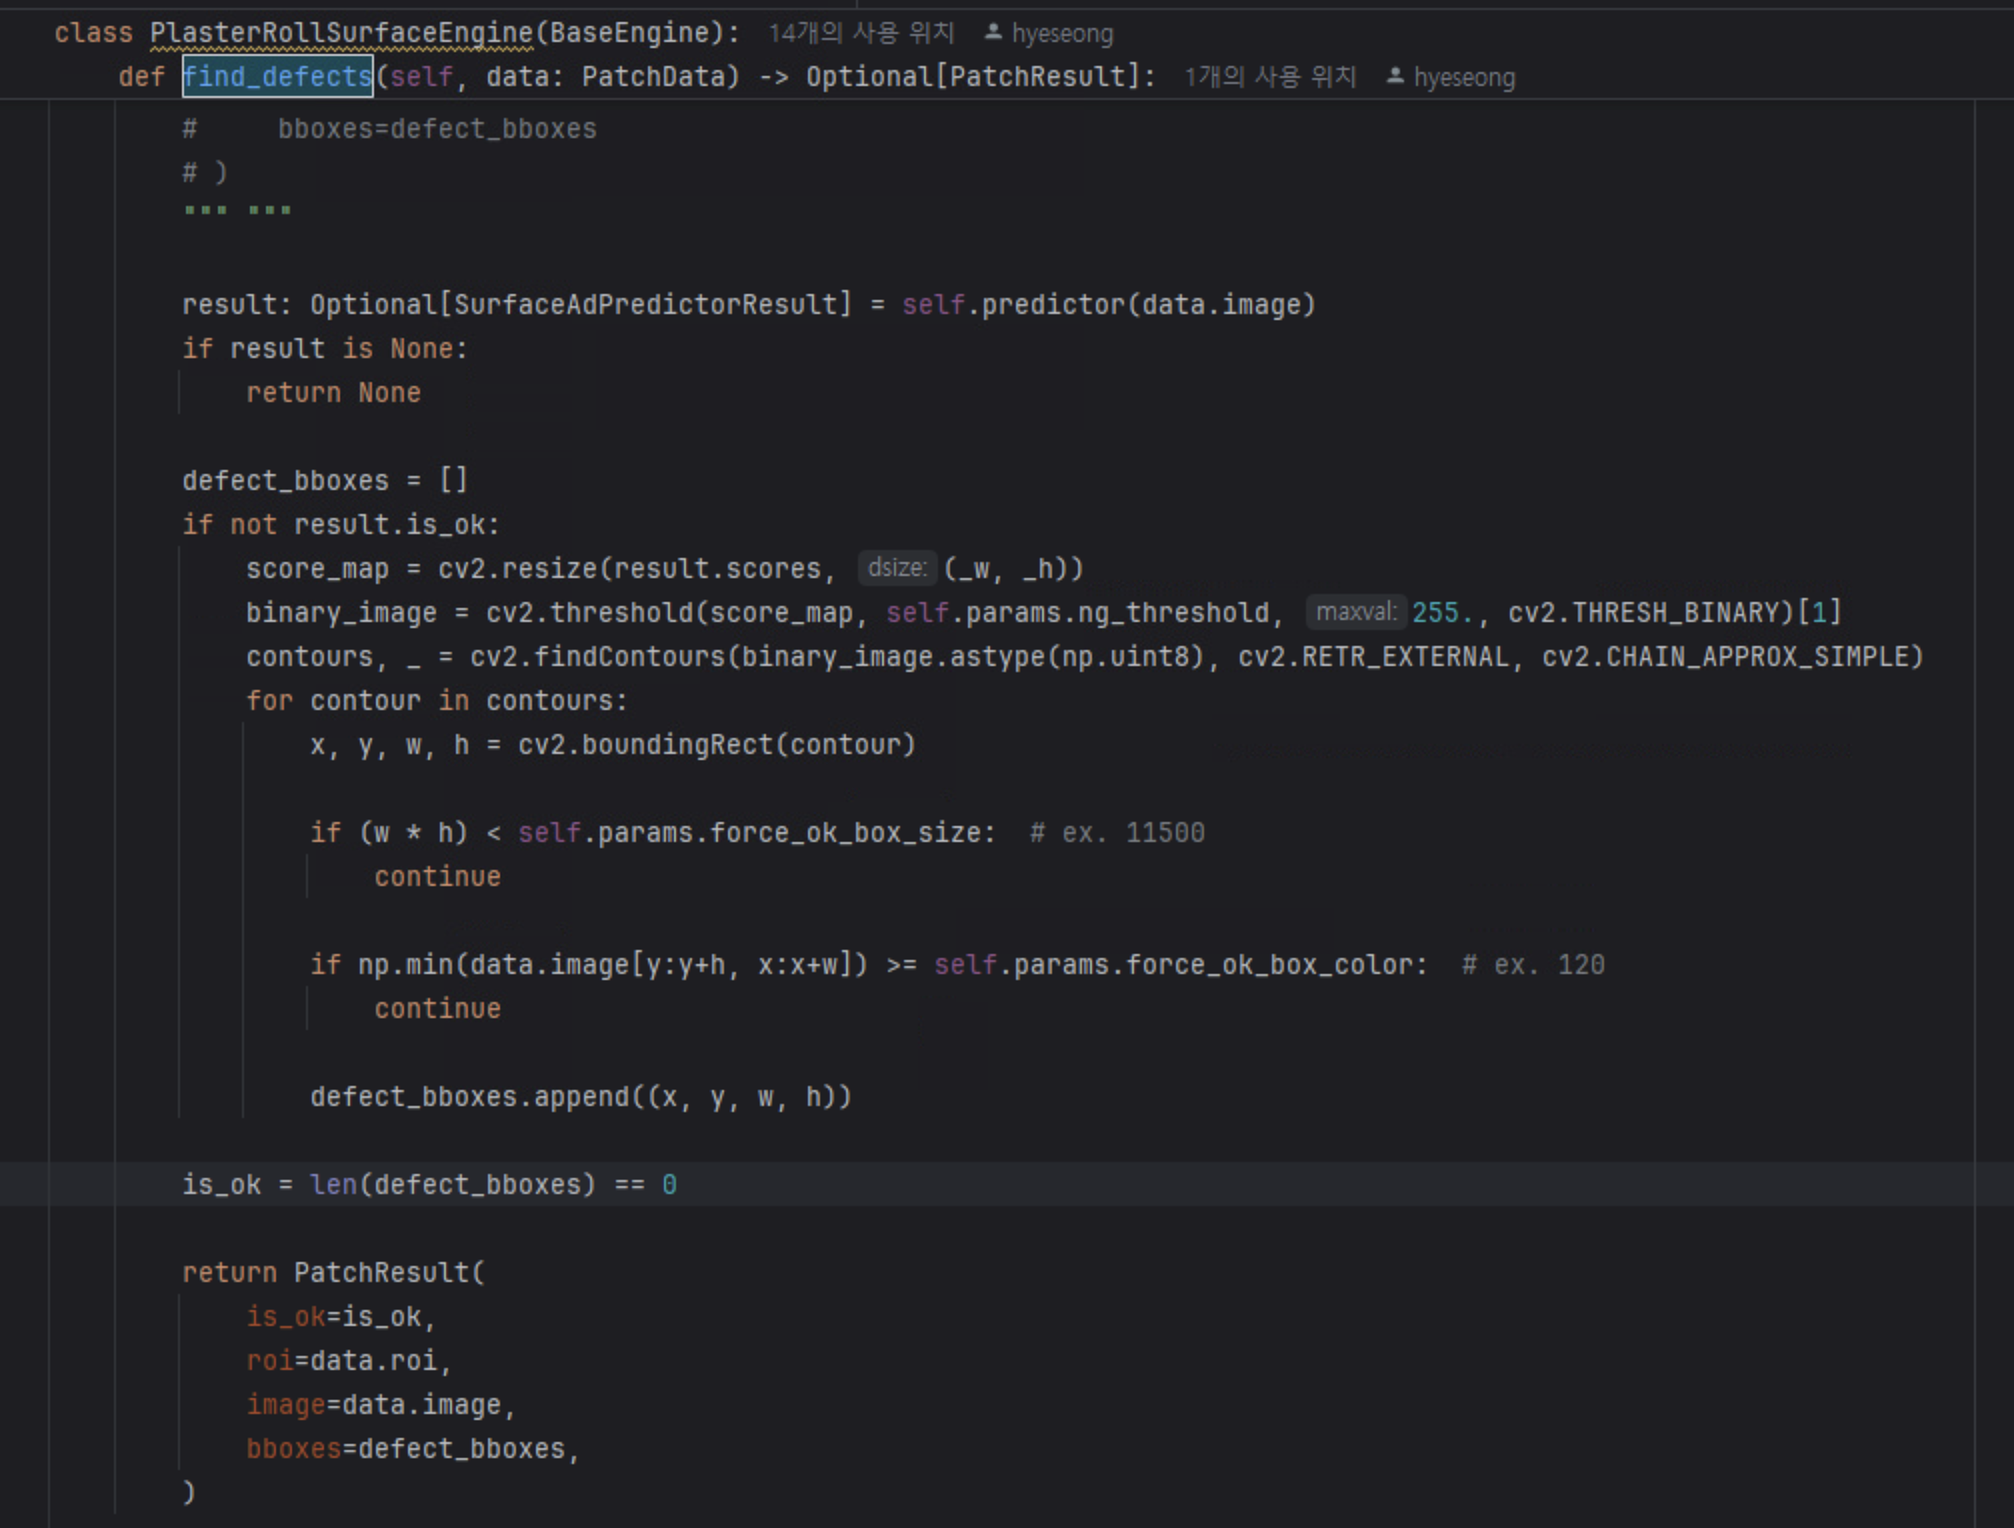 class PlasterRollSurfaceEngine(BaseEngine): 14개의 사용 위치 hyeseong
def find_defects(self, data: PatchData) -> Optional[PatchResult]: 1개의 사용 위치 hyeseong
#     bboxes=defect_bboxes
# )
""" """
result: Optional[SurfaceAdPredictorResult] = self.predictor(data.image)
if result is None:
return None
defect_bboxes = []
if not result.is_ok:
score_map = cv2.resize(result.scores, dsize: (_w, _h))
binary_image = cv2.threshold(score_map, self.params.ng_threshold, maxval: 255., cv2.THRESH_BINARY)[1]
contours, _ = cv2.findContours(binary_image.astype(np.uint8), cv2.RETR_EXTERNAL, cv2.CHAIN_APPROX_SIMPLE)
for contour in contours:
x, y, w, h = cv2.boundingRect(contour)
if (w * h) < self.params.force_ok_box_size:  # ex. 11500
continue
if np.min(data.image[y:y+h, x:x+w]) >= self.params.force_ok_box_color:  # ex. 120
continue
defect_bboxes.append((x, y, w, h))
is_ok = len(defect_bboxes) == 0
return PatchResult(
is_ok=is_ok,
roi=data.roi,
image=data.image,
bboxes=defect_bboxes,
)